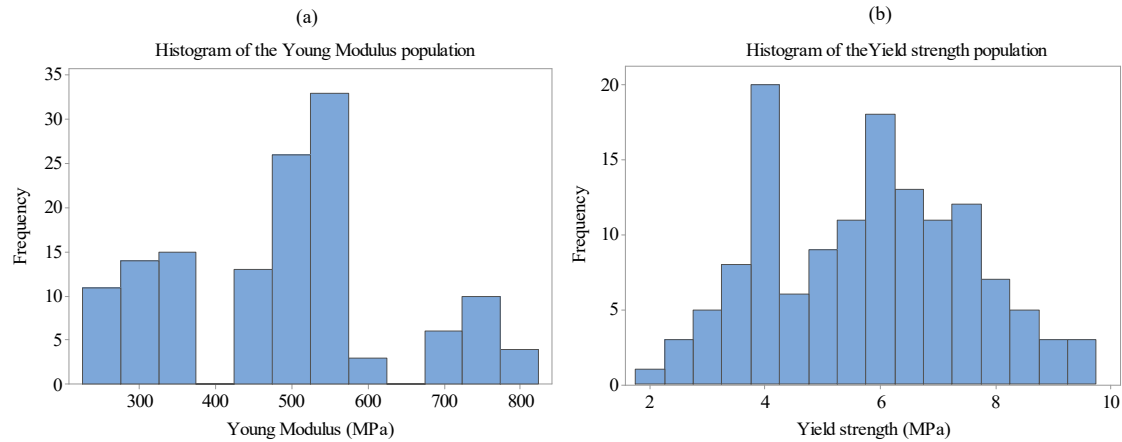 (a)
Histogram of the Young Modulus population
35
30
25
20
15
10
5
0
300 400 500 600 700 800
Frequency
Young Modulus (MPa)
(b)
Histogram of theYield strength population
20
15
10
5
0
2 4 6 8 10
Frequency
Yield strength (MPa)